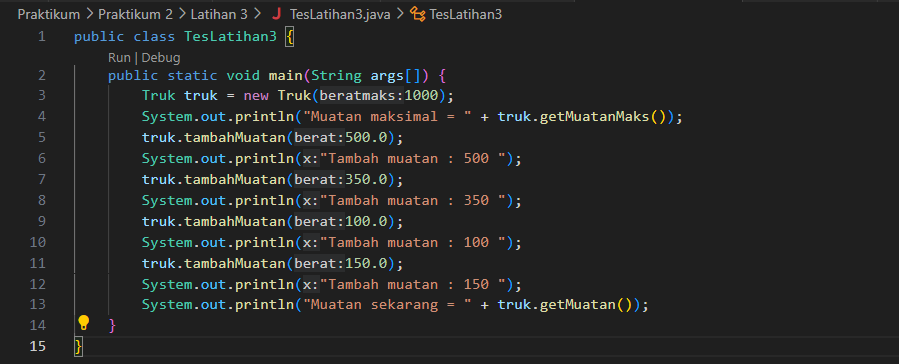 Praktikum > Praktikum 2 > Latihan 3 > J TesLatihan3.java > TesLatihan3
1 public class TesLatihan3 {
Run | Debug
2 public static void main(String args[]) {
3 Truk truk = new Truk(beratmaks:1000);
4 System.out.println("Muatan maksimal = " + truk.getMuatanMaks());
5 truk.tambahMuatan(berat:500.0);
6 System.out.println(x:"Tambah muatan : 500 ");
7 truk.tambahMuatan(berat:350.0);
8 System.out.println(x:"Tambah muatan : 350 ");
9 truk.tambahMuatan(berat:100.0);
10 System.out.println(x:"Tambah muatan : 100 ");
11 truk.tambahMuatan(berat:150.0);
12 System.out.println(x:"Tambah muatan : 150 ");
13 System.out.println("Muatan sekarang = " + truk.getMuatan());
14 }
15 }